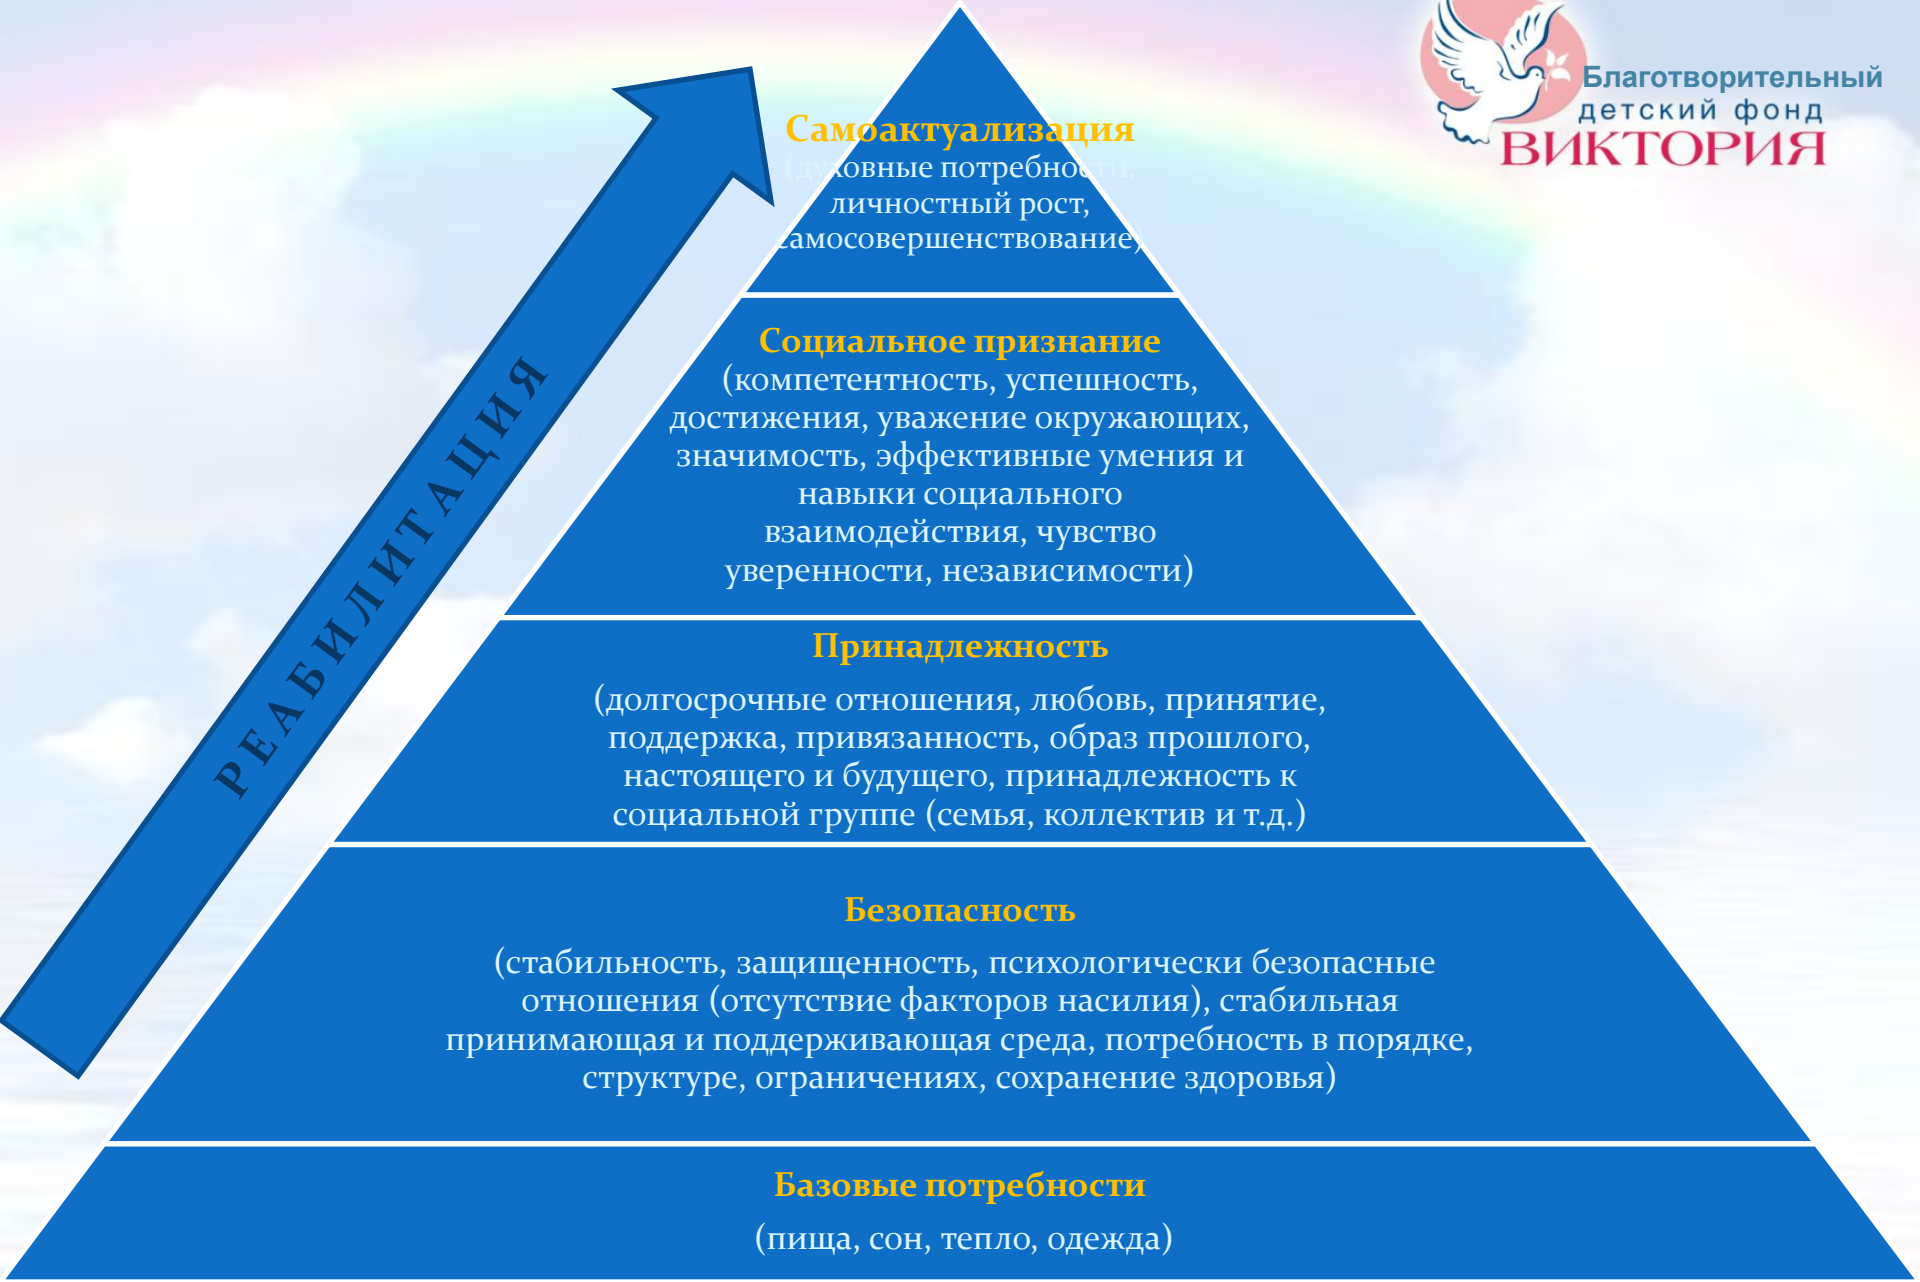 Благотворительный
детский фонд
ВИКТОРИЯ
РЕАБИЛИТАЦИЯ
Самоактуализация
(духовные потребности,
личностный рост,
самосовершенствование)
Социальное признание
(компетентность, успешность,
достижения, уважение окружающих,
значимость, эффективные умения и
навыки социального
взаимодействия, чувство
уверенности, независимости)
Принадлежность
(долгосрочные отношения, любовь, принятие,
поддержка, привязанность, образ прошлого,
настоящего и будущего, принадлежность к
социальной группе (семья, коллектив и т.д.)
Безопасность
(стабильность, защищенность, психологически безопасные
отношения (отсутствие факторов насилия), стабильная
принимающая и поддерживающая среда, потребность в порядке,
структуре, ограничениях, сохранение здоровья)
Базовые потребности
(пища, сон, тепло, одежда)